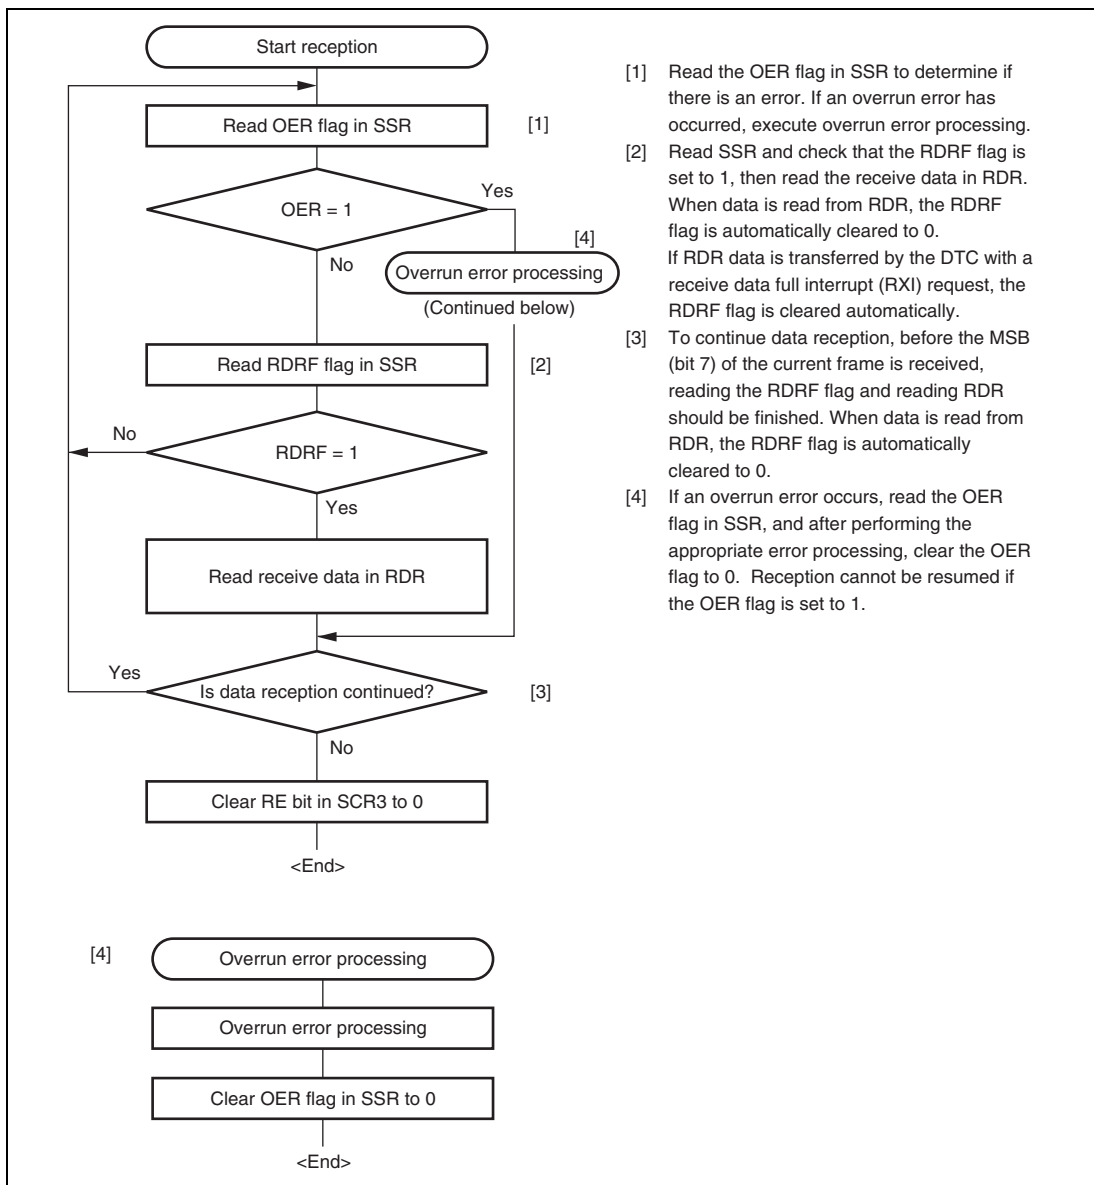 Start reception
Read OER flag in SSR
[1]
OER = 1
Yes
No
[4]
Overrun error processing
(Continued below)
Read RDRF flag in SSR
[2]
No
RDRF = 1
Yes
Read receive data in RDR
Yes
Is data reception continued?
[3]
No
Clear RE bit in SCR3 to 0
<End>
[1] Read the OER flag in SSR to determine if
there is an error. If an overrun error has
occurred, execute overrun error processing.
[2] Read SSR and check that the RDRF flag is
set to 1, then read the receive data in RDR.
When data is read from RDR, the RDRF
flag is automatically cleared to 0.
If RDR data is transferred by the DTC with a
receive data full interrupt (RXI) request, the
RDRF flag is cleared automatically.
[3] To continue data reception, before the MSB
(bit 7) of the current frame is received,
reading the RDRF flag and reading RDR
should be finished. When data is read from
RDR, the RDRF flag is automatically
cleared to 0.
[4] If an overrun error occurs, read the OER
flag in SSR, and after performing the
appropriate error processing, clear the OER
flag to 0. Reception cannot be resumed if
the OER flag is set to 1.
[4]
Overrun error processing
Overrun error processing
Clear OER flag in SSR to 0
<End>